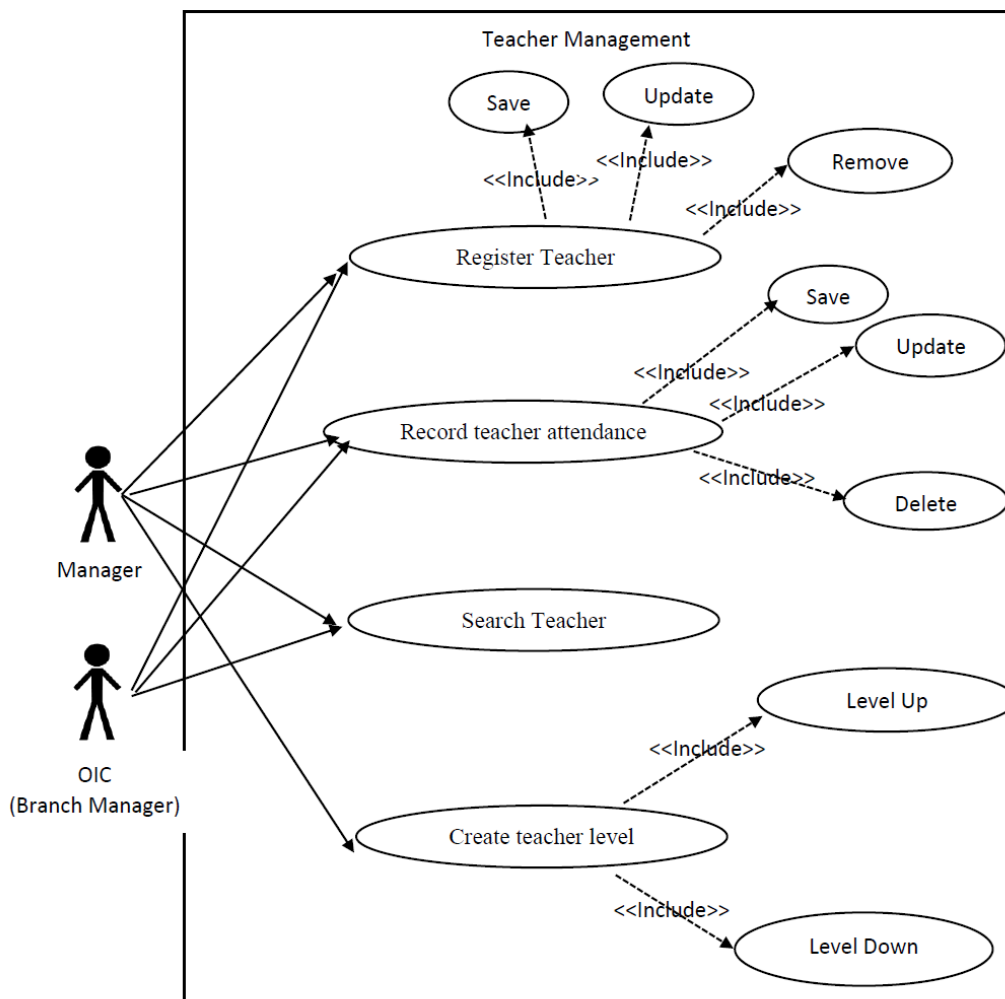 Teacher Management
Save
Update
<<Include>>
<<Include>>
Remove
<<Include>>
Register Teacher
Save
Update
<<Include>>
<<Include>>
Record teacher attendance
<<Include>>
Delete
Manager
Search Teacher
Level Up
<<Include>>
OIC
(Branch Manager)
Create teacher level
<<Include>>
Level Down